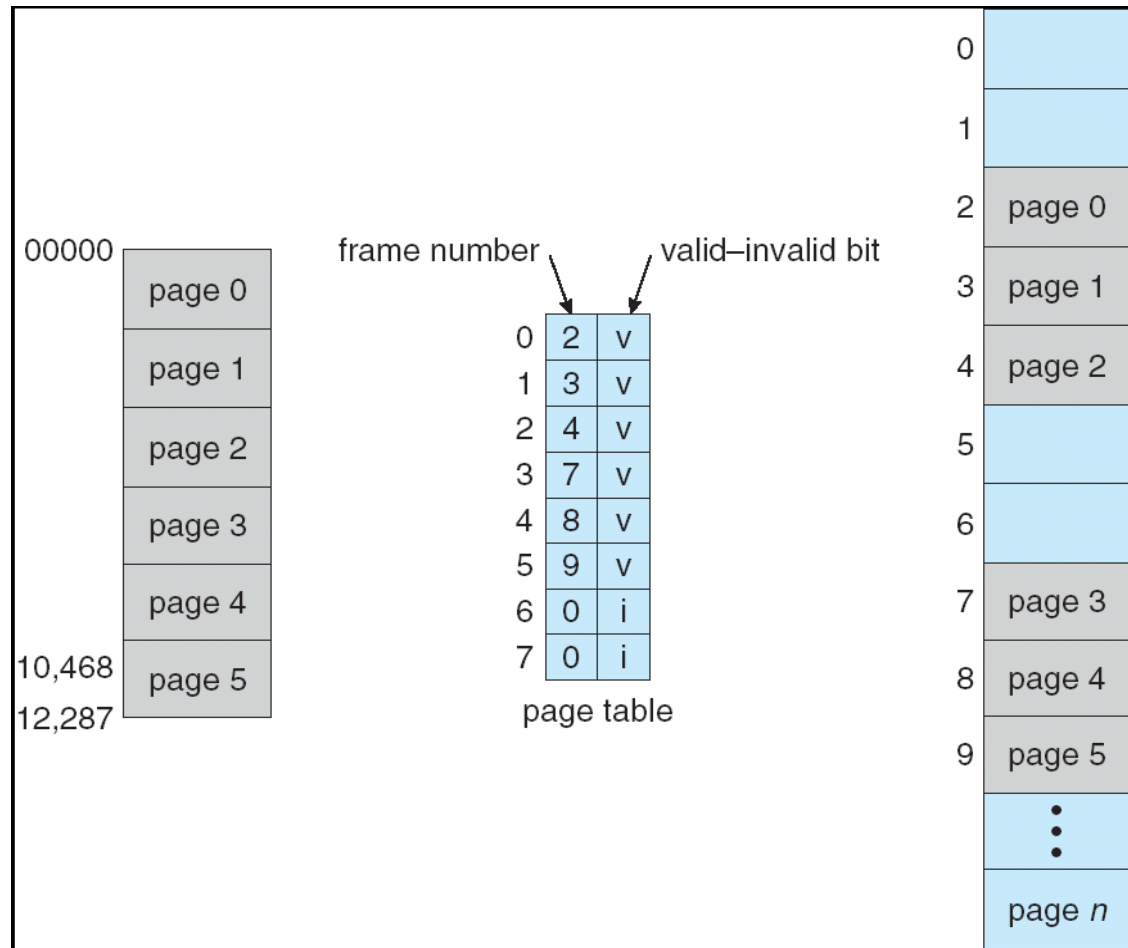 00000
page 0
page 1
page 2
page 3
page 4
10,468
page 5
12,287
frame number
valid–invalid bit
0 2 v
1 3 v
2 4 v
3 7 v
4 8 v
5 9 v
6 0 i
7 0 i
page table
0
1
2 page 0
3 page 1
4 page 2
5
6
7 page 3
8 page 4
9 page 5
page n